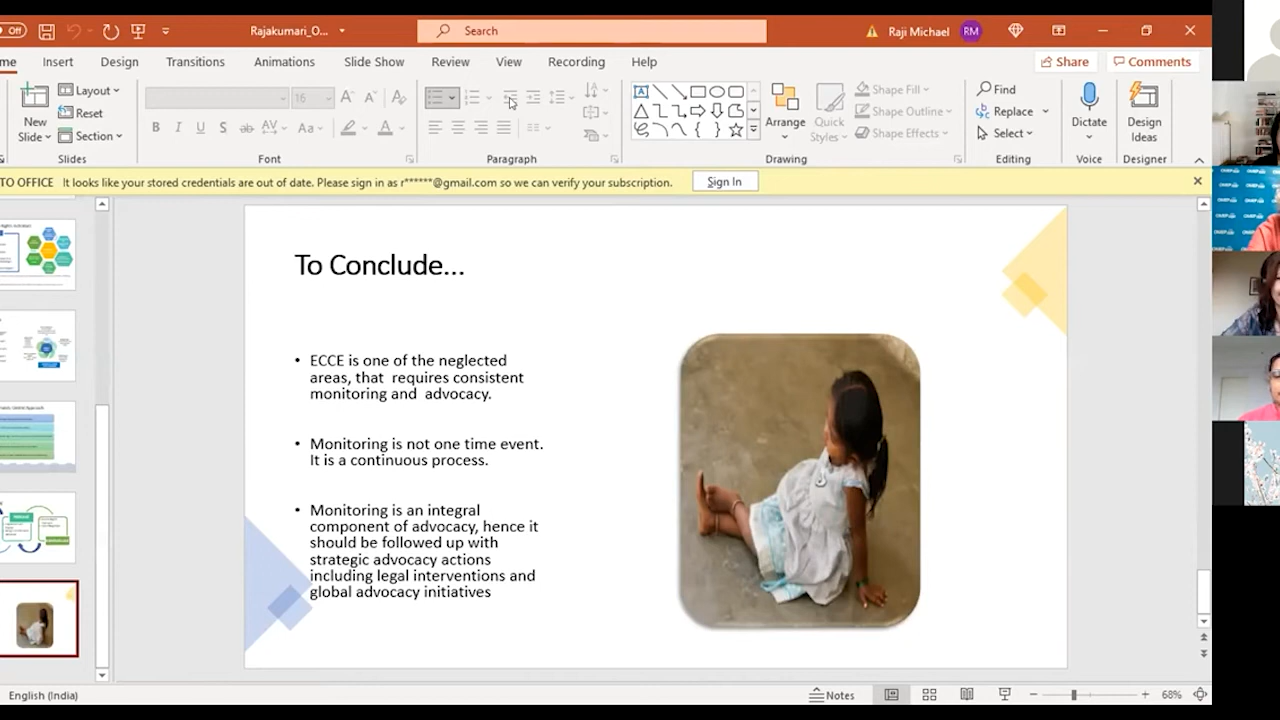 Off
Rajakumari_O...
Search
Raji Michael
RM
me
Insert
Design
Transitions
Animations
Slide Show
Review
View
Recording
Help
Share
Comments
New
Slide
Layout
Reset
Section
Slides
16
Font
Paragraph
Arrange
Quick
Styles
Shape Fill
Shape Outline
Shape Effects
Drawing
Find
Replace
Select
Editing
Dictate
Voice
Design
Ideas
Designer
TO OFFICE It looks like your stored credentials are out of date. Please sign in as r******@gmail.com so we can verify your subscription.
Sign In
To Conclude...
• ECCE is one of the neglected
areas, that requires consistent
monitoring and advocacy.
• Monitoring is not one time event.
It is a continuous process.
• Monitoring is an integral
component of advocacy, hence it
should be followed up with
strategic advocacy actions
including legal interventions and
global advocacy initiatives
English (India)
Notes
68%